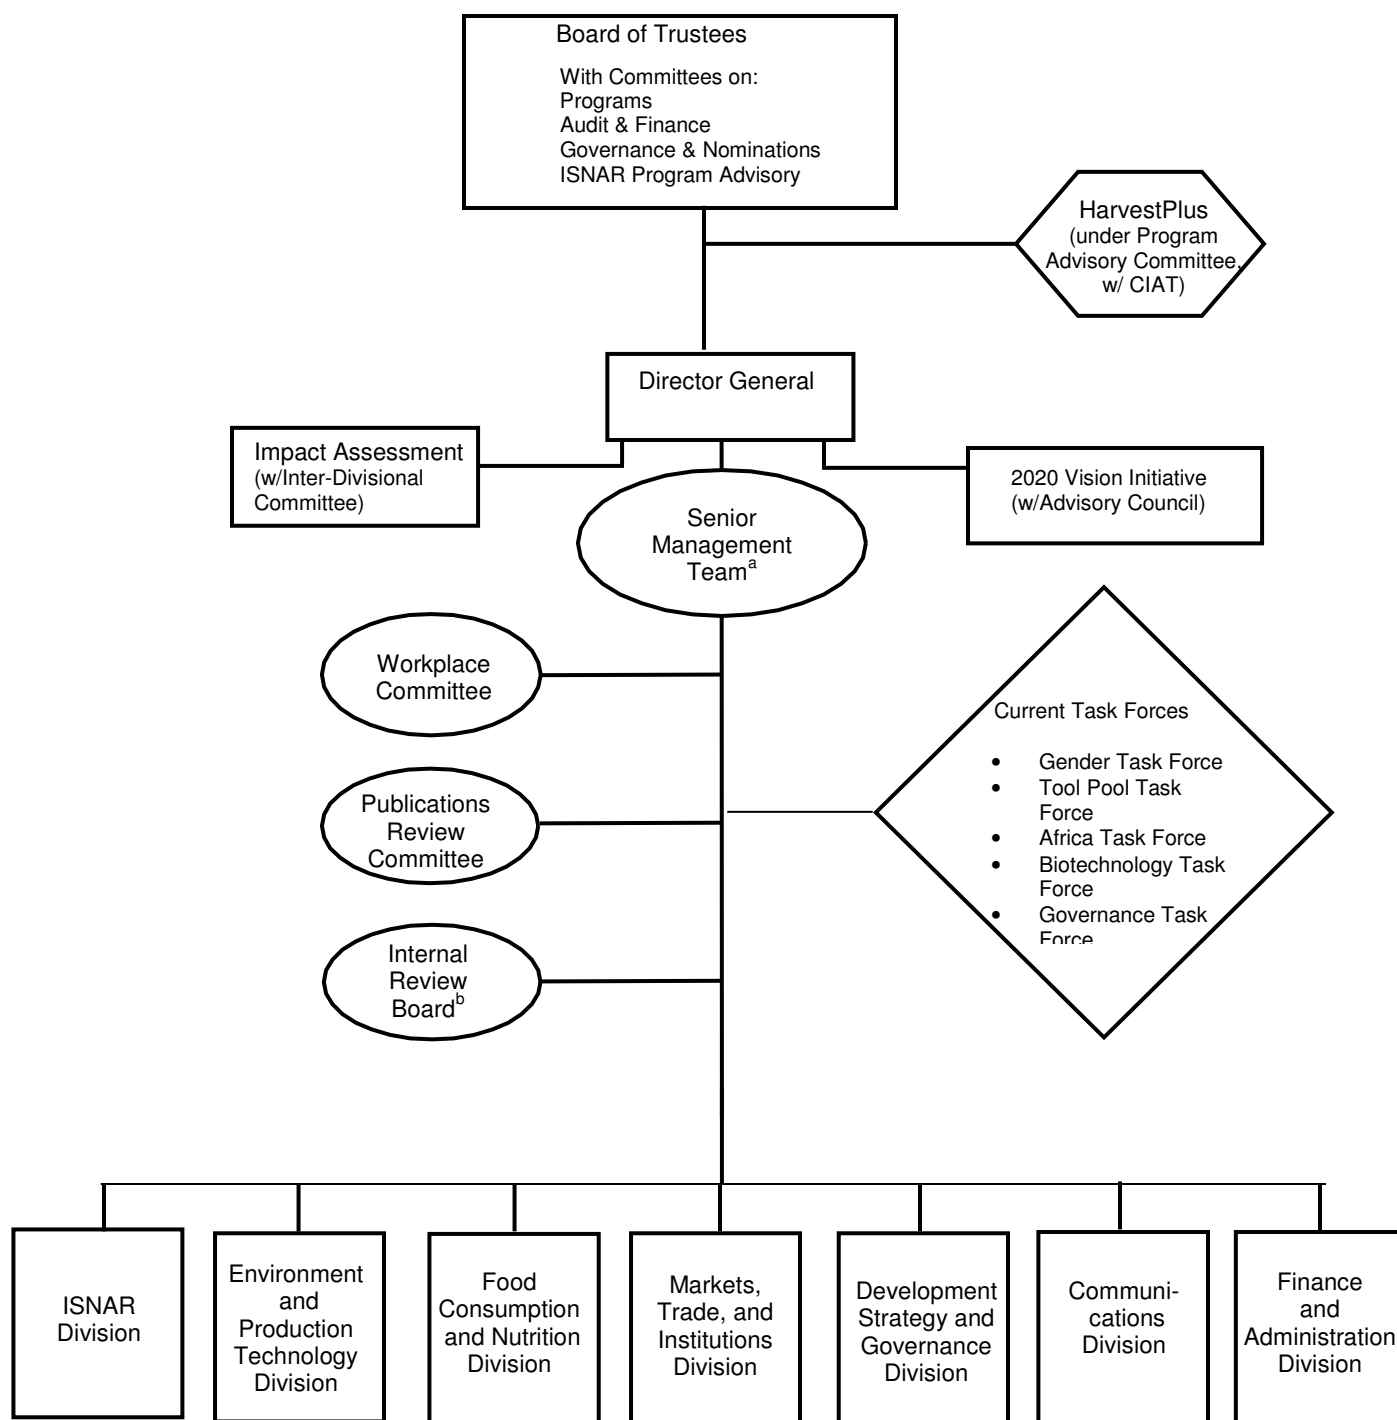 Board of Trustees
With Committees on:
Programs
Audit & Finance
Governance & Nominations
ISNAR Program Advisory
HarvestPlus
(under Program
Advisory Committee,
w/ CIAT)
Director General
Impact Assessment
(w/Inter-Divisional
Committee)
2020 Vision Initiative
(w/Advisory Council)
Senior
Management
Team^a
Workplace
Committee
Publications
Review
Committee
Internal
Review
Board^b
Current Task Forces
• Gender Task Force
• Tool Pool Task
Force
• Africa Task Force
• Biotechnology Task
Force
• Governance Task
Force
ISNAR
Division
Environment
and
Production
Technology
Division
Food
Consumption
and Nutrition
Division
Markets,
Trade, and
Institutions
Division
Development
Strategy and
Governance
Division
Communi-
cations
Division
Finance
and
Administration
Division